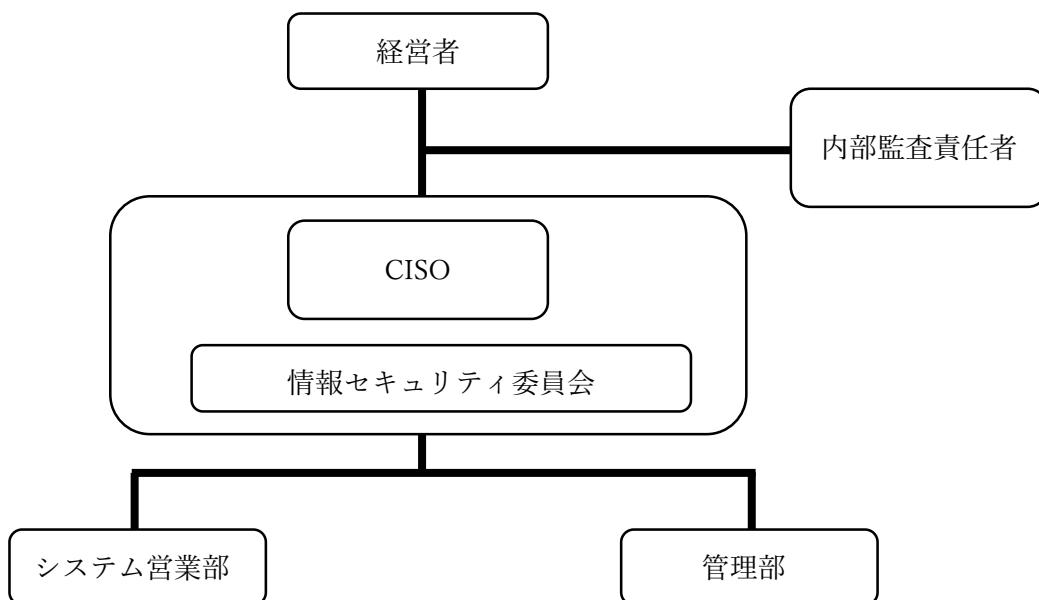 経営者
内部監査責任者
CISO
情報セキュリティ委員会
システム営業部
管理部